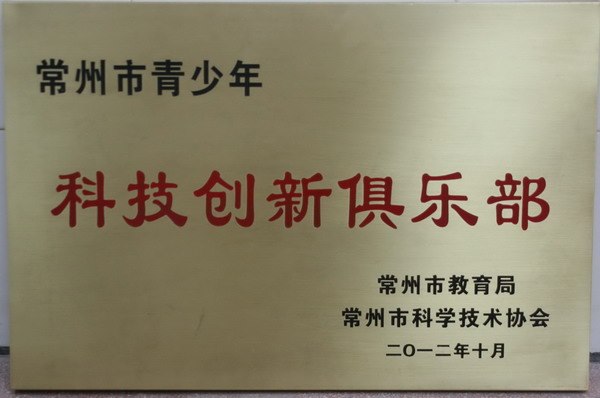 常州市青少年
科技创新俱乐部
常州市教育局
常州市科学技术协会
二〇一二年十月